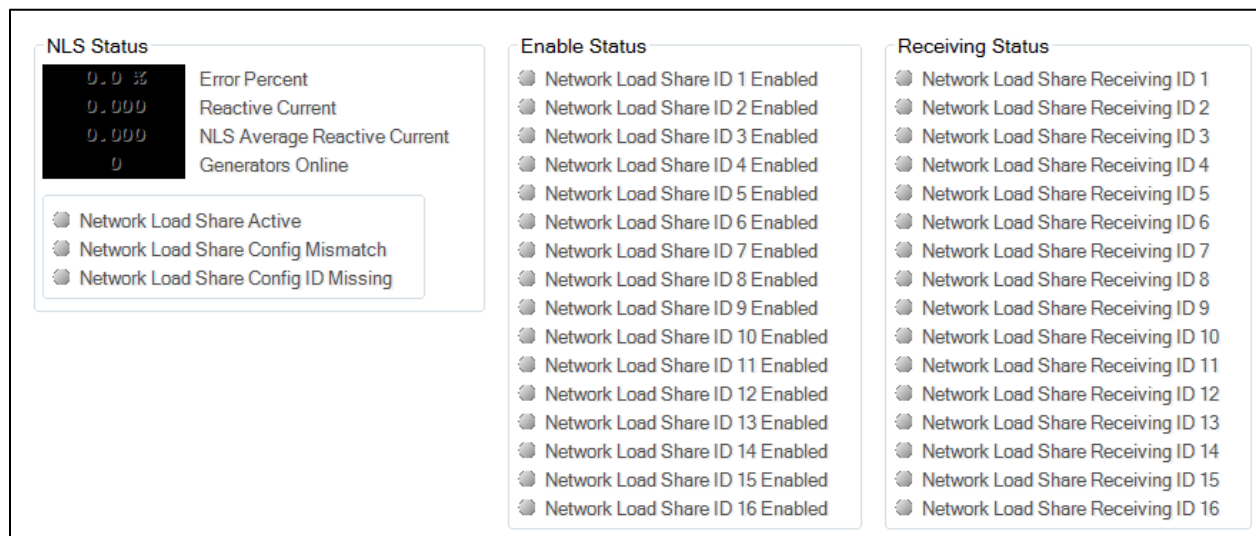 NLS Status
0.0 % Error Percent
0.000 Reactive Current
0.000 NLS Average Reactive Current
0 Generators Online
Network Load Share Active
Network Load Share Config Mismatch
Network Load Share Config ID Missing
Enable Status
Network Load Share ID 1 Enabled
Network Load Share ID 2 Enabled
Network Load Share ID 3 Enabled
Network Load Share ID 4 Enabled
Network Load Share ID 5 Enabled
Network Load Share ID 6 Enabled
Network Load Share ID 7 Enabled
Network Load Share ID 8 Enabled
Network Load Share ID 9 Enabled
Network Load Share ID 10 Enabled
Network Load Share ID 11 Enabled
Network Load Share ID 12 Enabled
Network Load Share ID 13 Enabled
Network Load Share ID 14 Enabled
Network Load Share ID 15 Enabled
Network Load Share ID 16 Enabled
Receiving Status
Network Load Share Receiving ID 1
Network Load Share Receiving ID 2
Network Load Share Receiving ID 3
Network Load Share Receiving ID 4
Network Load Share Receiving ID 5
Network Load Share Receiving ID 6
Network Load Share Receiving ID 7
Network Load Share Receiving ID 8
Network Load Share Receiving ID 9
Network Load Share Receiving ID 10
Network Load Share Receiving ID 11
Network Load Share Receiving ID 12
Network Load Share Receiving ID 13
Network Load Share Receiving ID 14
Network Load Share Receiving ID 15
Network Load Share Receiving ID 16